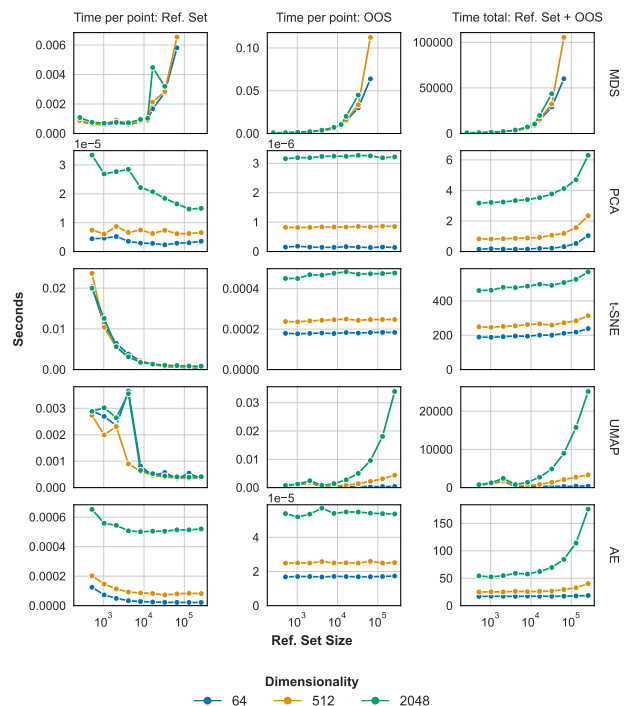 Time per point: Ref. Set
Time per point: OOS
Time total: Ref. Set + OOS
0.006
0.004
0.002
0.000
0.10
0.05
0.00
100000
50000
0
MDS
1e−5
3
2
1
0
1e−6
3
2
1
0
6
4
2
0
PCA
Seconds
0.02
0.01
0.00
0.0004
0.0002
0.0000
400
200
0
t-SNE
0.003
0.002
0.001
0.000
0.03
0.02
0.01
0.00
20000
10000
0
UMAP
0.0006
0.0004
0.0002
0.0000
1e−5
4
2
0
150
100
50
0
AE
10³ 10⁴ 10⁵
10³ 10⁴ 10⁵
10³ 10⁴ 10⁵
Ref. Set Size
Dimensionality
64 512 2048